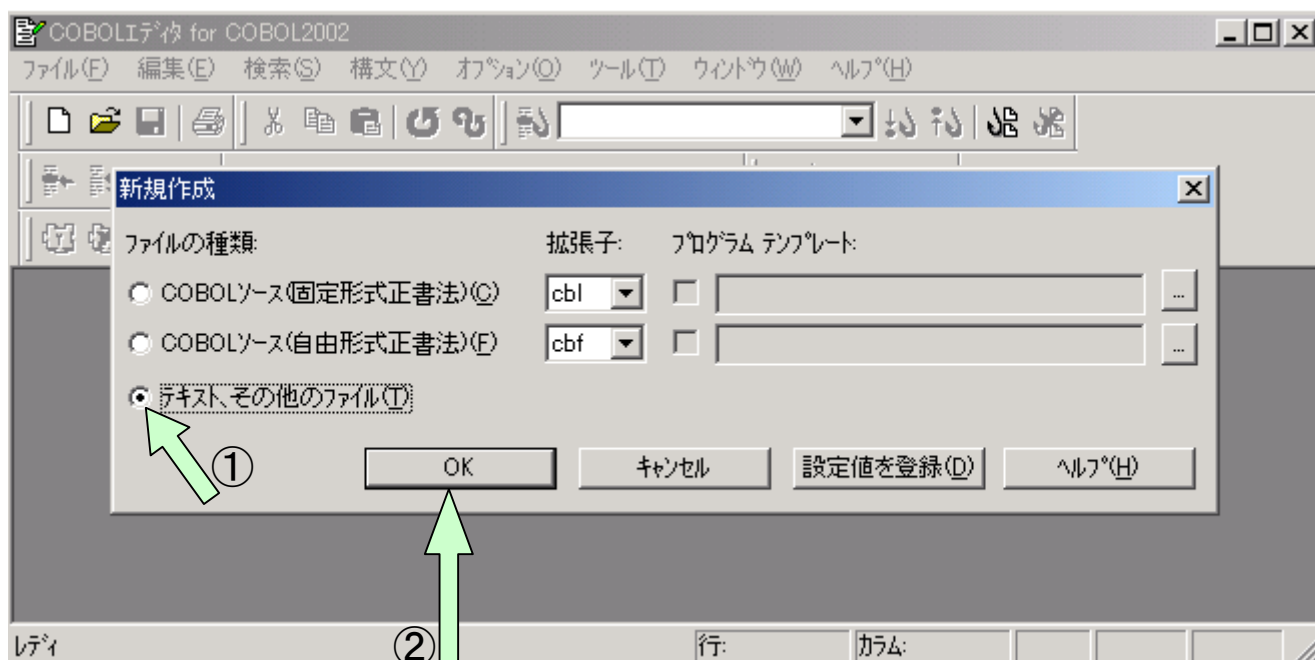 COBOLエディタ for COBOL2002
ファイル(F) 編集(E) 検索(S) 構文(Y) オプション(O) ツール(T) ウィンドウ(W) ヘルプ(H)
新規作成
ファイルの種類: 拡張子: プログラム テンプレート:
COBOLソース(固定形式正書法)(C) cbl ...
COBOLソース(自由形式正書法)(F) cbf ...
テキスト、その他のファイル(T)
①
OK キャンセル 設定値を登録(D) ヘルプ(H)
②
レディ 行: カラム: